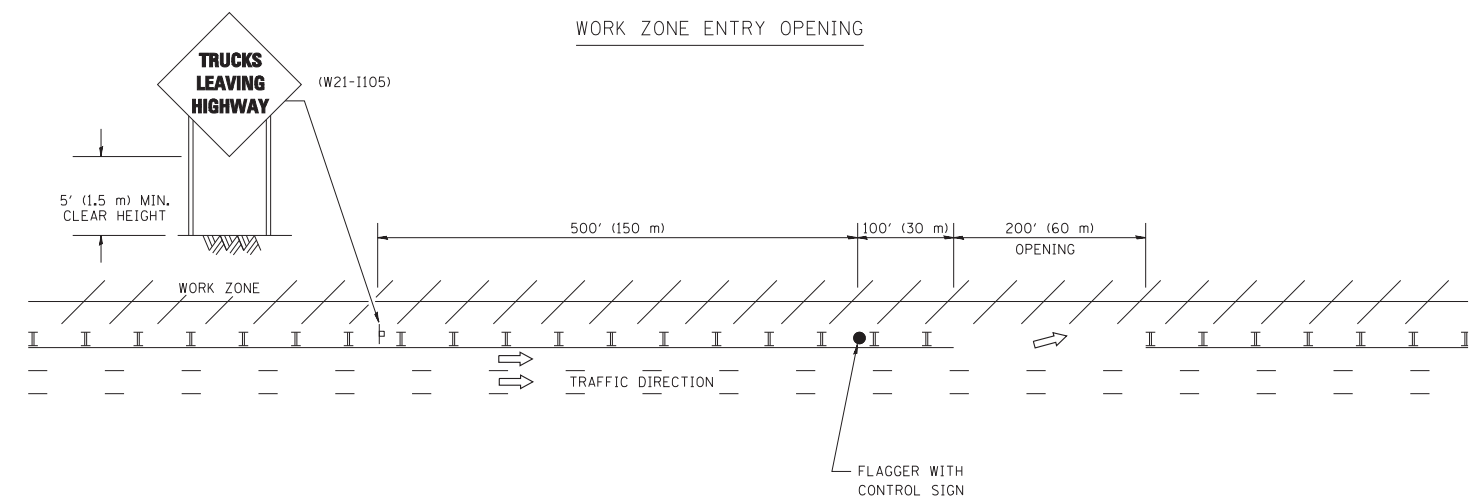 WORK ZONE ENTRY OPENING
TRUCKS
LEAVING
HIGHWAY
(W21-I105)
5' (1.5 m) MIN.
CLEAR HEIGHT
500' (150 m)
100' (30 m)
200' (60 m)
OPENING
WORK ZONE
TRAFFIC DIRECTION
FLAGGER WITH
CONTROL SIGN